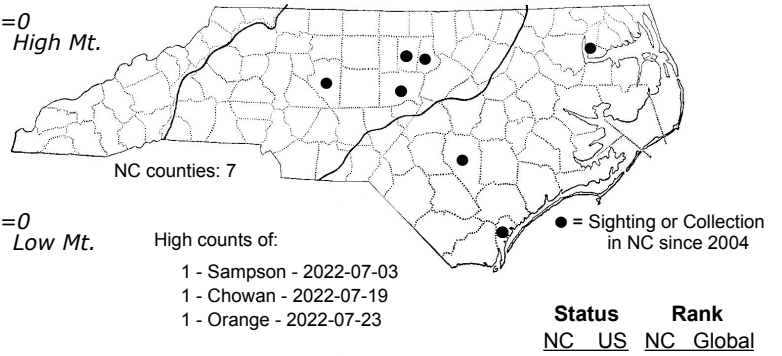 =0
High Mt.
NC counties: 7
=0
Low Mt.
High counts of:
1 - Sampson - 2022-07-03
1 - Chowan - 2022-07-19
1 - Orange - 2022-07-23
● = Sighting or Collection
in NC since 2004
Status Rank
NC US NC Global